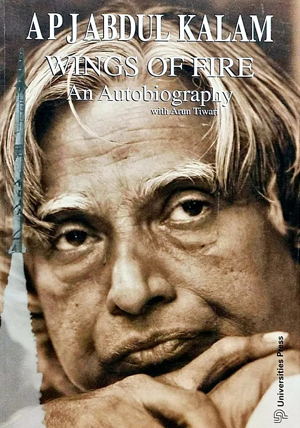 A P J ABDUL KALAM
WINGS OF FIRE
An Autobiography
with Arun Tiwari
Universities Press